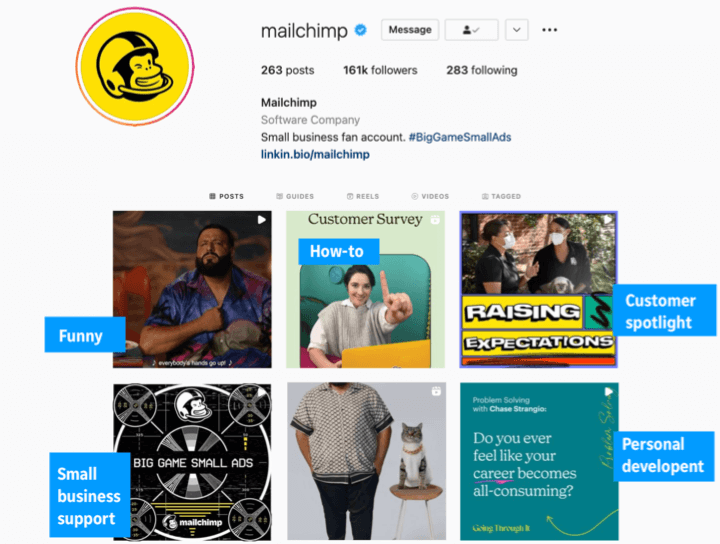 mailchimp
Message
263 posts 161k followers 283 following
Mailchimp
Software Company
Small business fan account. #BigGameSmallAds
linkin.bio/mailchimp
POSTS GUIDES REELS VIDEOS TAGGED
Funny
♪ everybody's hands go up! ♪
Customer Survey
How-to
RAISING
EXPECTATIONS
Customer
spotlight
BIG GAME SMALL ADS
mailchimp
Small
business
support
Problem Solving
with Chase Strangio:
Do you ever
feel like your
career becomes
all-consuming?
Going Through It
Problem Solving
Personal
developent